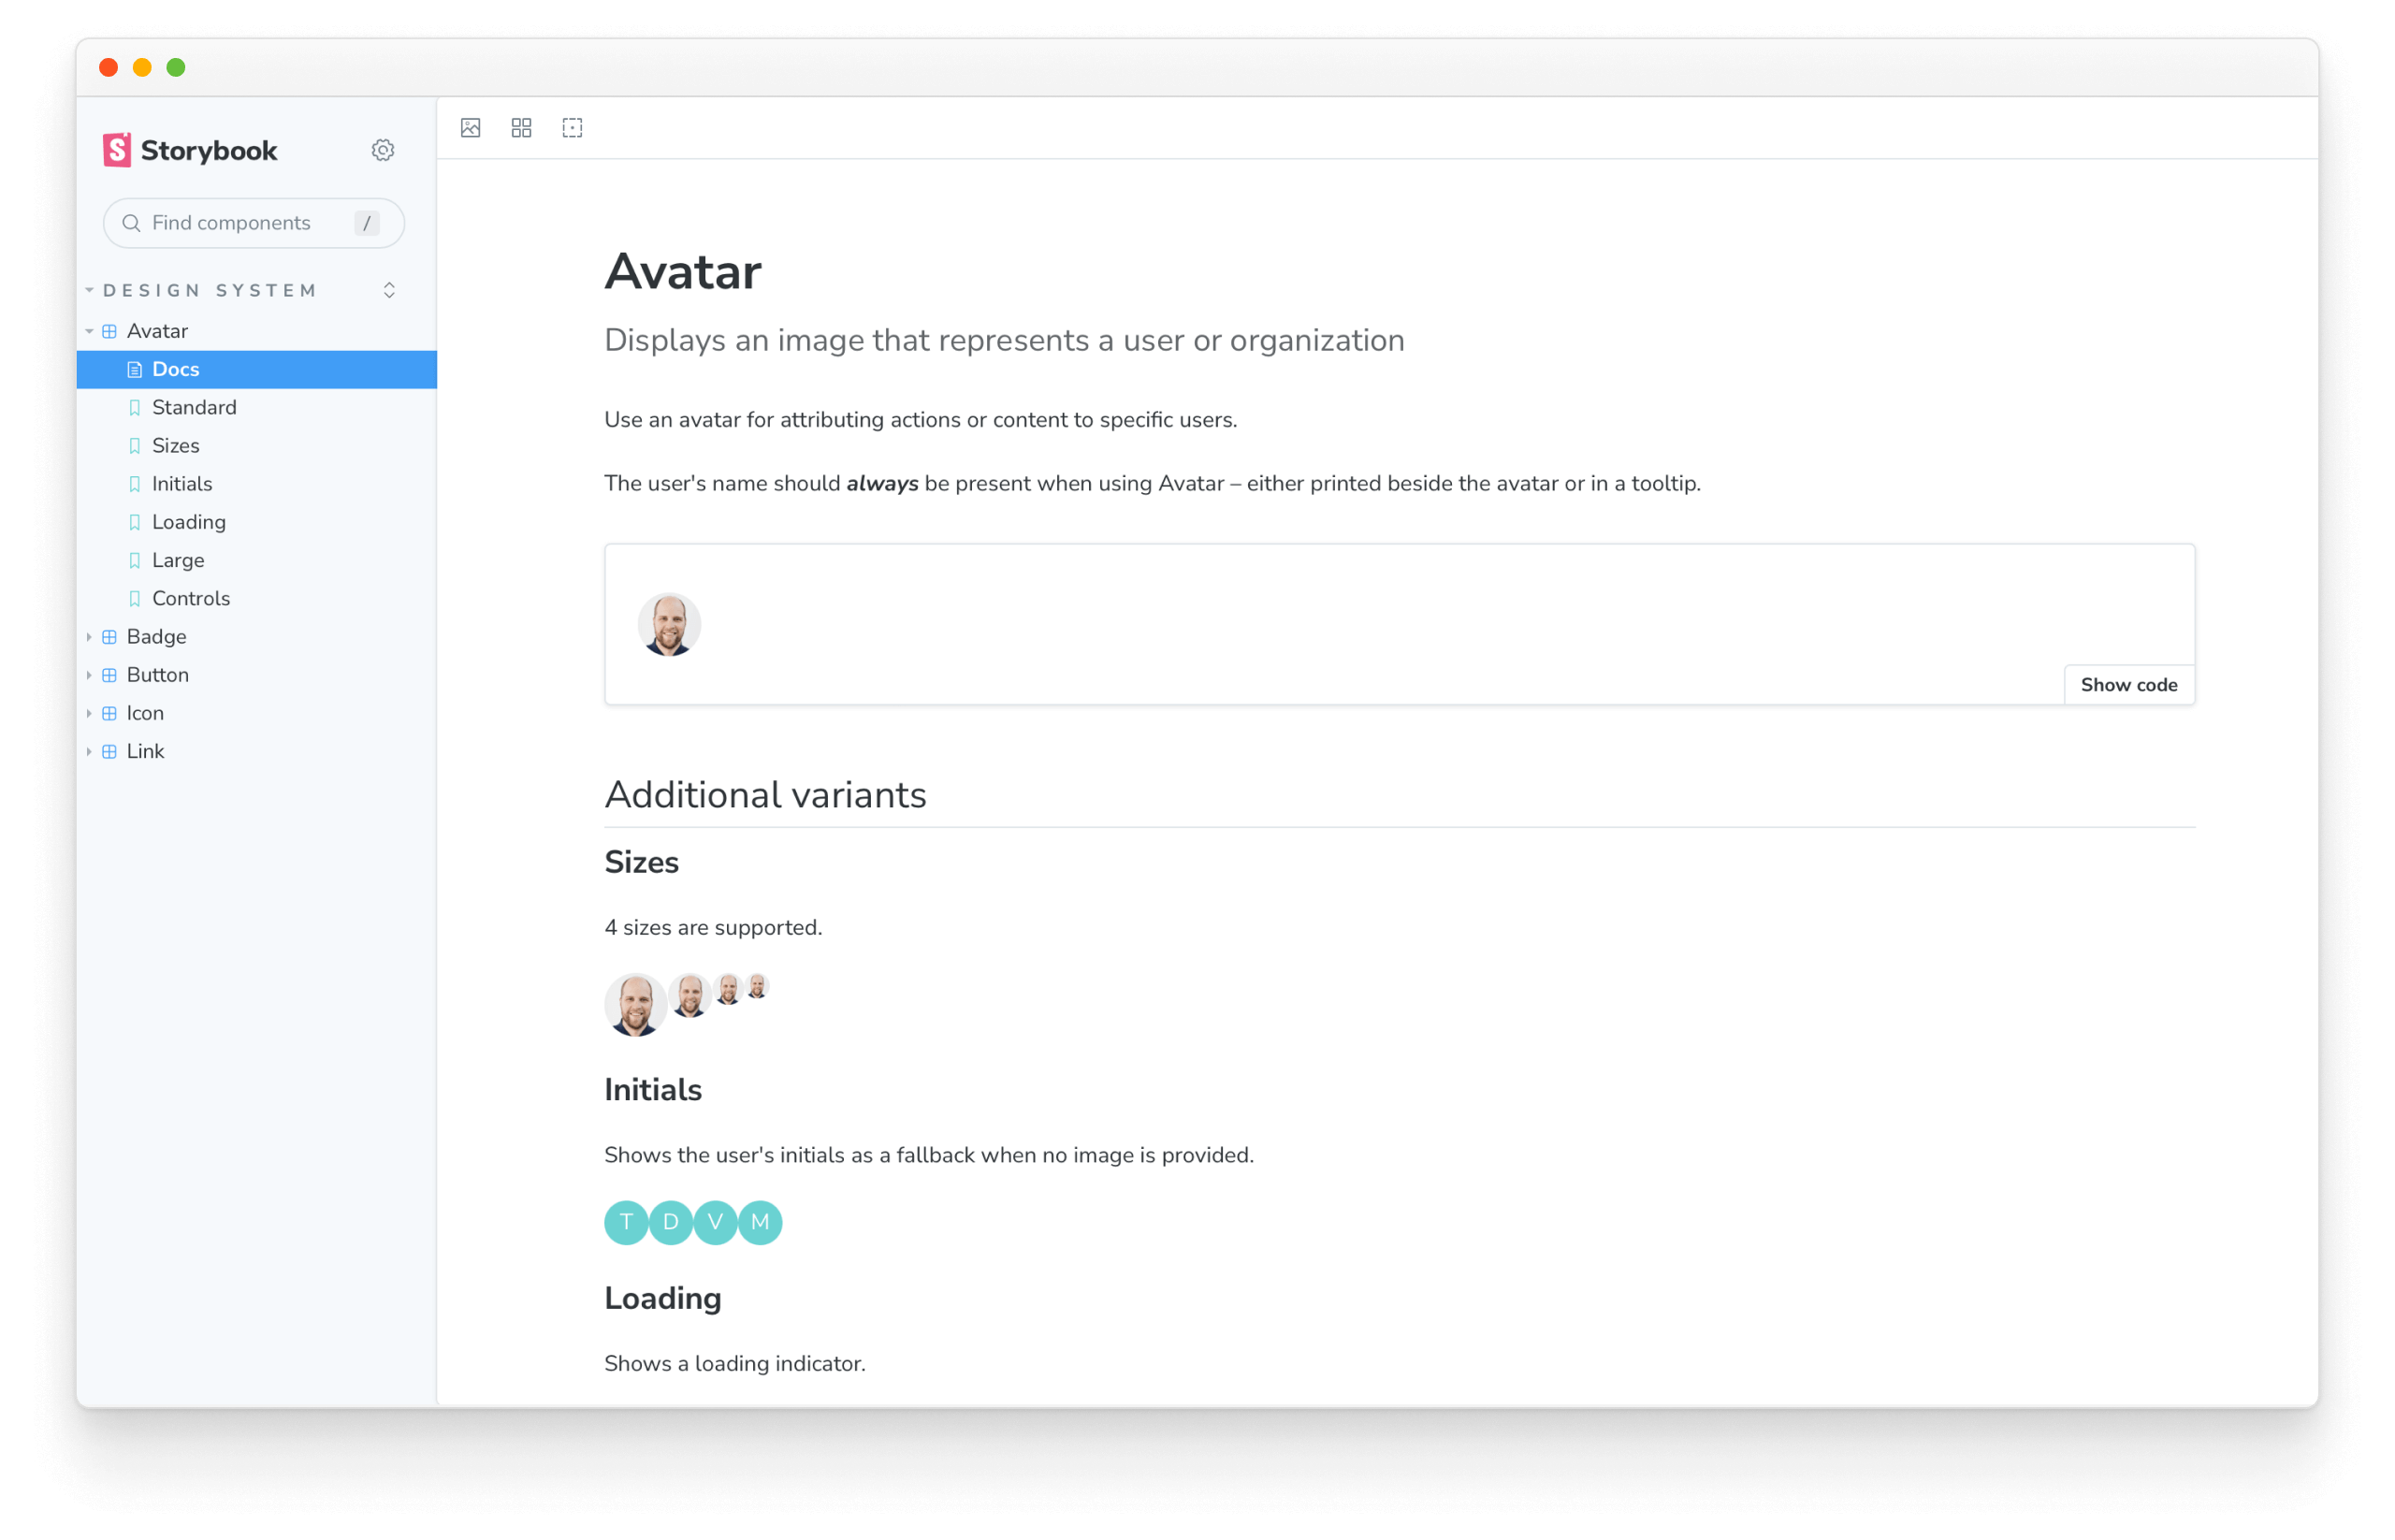 Storybook
Find components /
DESIGN SYSTEM
Avatar
Docs
Standard
Sizes
Initials
Loading
Large
Controls
Badge
Button
Icon
Link
Avatar
Displays an image that represents a user or organization
Use an avatar for attributing actions or content to specific users.
The user's name should always be present when using Avatar – either printed beside the avatar or in a tooltip.
Show code
Additional variants
Sizes
4 sizes are supported.
Initials
Shows the user's initials as a fallback when no image is provided.
T D V M
Loading
Shows a loading indicator.